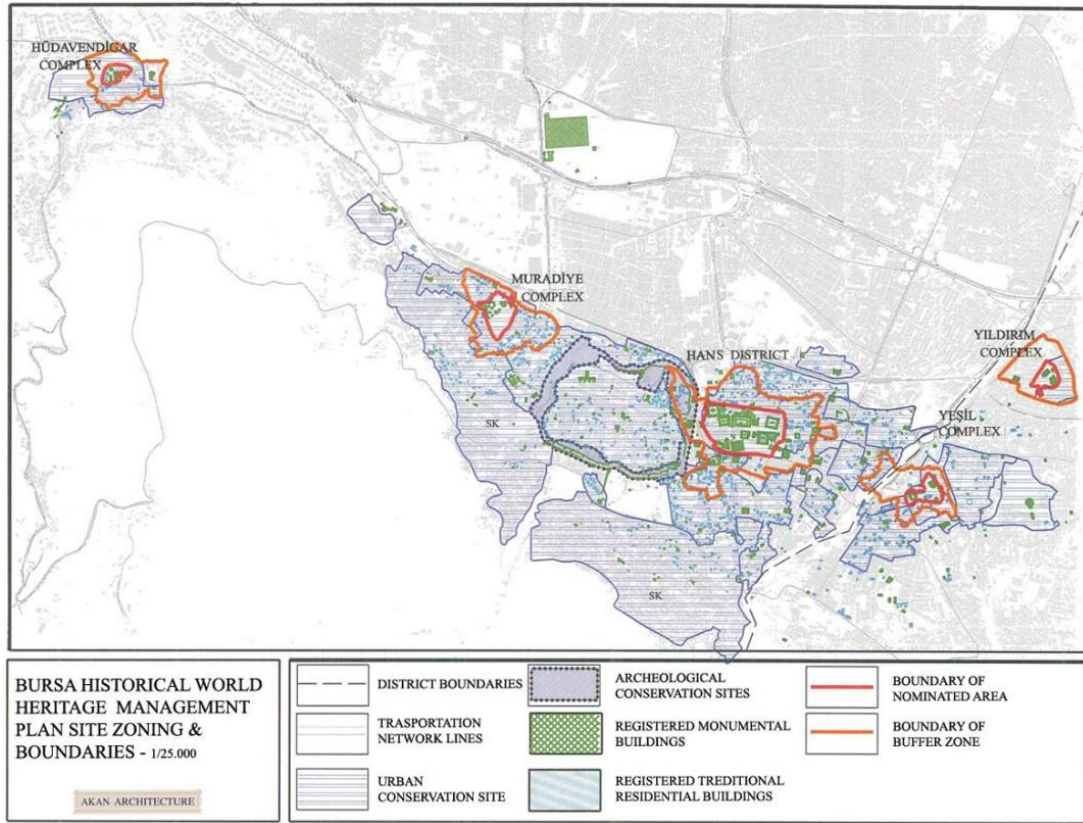 HÜDAVENDİGAR
COMPLEX
MURADİYE
COMPLEX
HANS DISTRICT
YILDIRIM
COMPLEX
YEŞİL
COMPLEX
SK
SK
BURSA HISTORICAL WORLD
HERITAGE MANAGEMENT
PLAN SITE ZONING &
BOUNDARIES - 1/25.000
AKAN ARCHITECTURE
DISTRICT BOUNDARIES
TRASPORTATION
NETWORK LINES
URBAN
CONSERVATION SITE
ARCHEOLOGICAL
CONSERVATION SITES
REGISTERED MONUMENTAL
BUILDINGS
REGISTERED TREDITIONAL
RESIDENTIAL BUILDINGS
BOUNDARY OF
NOMINATED AREA
BOUNDARY OF
BUFFER ZONE